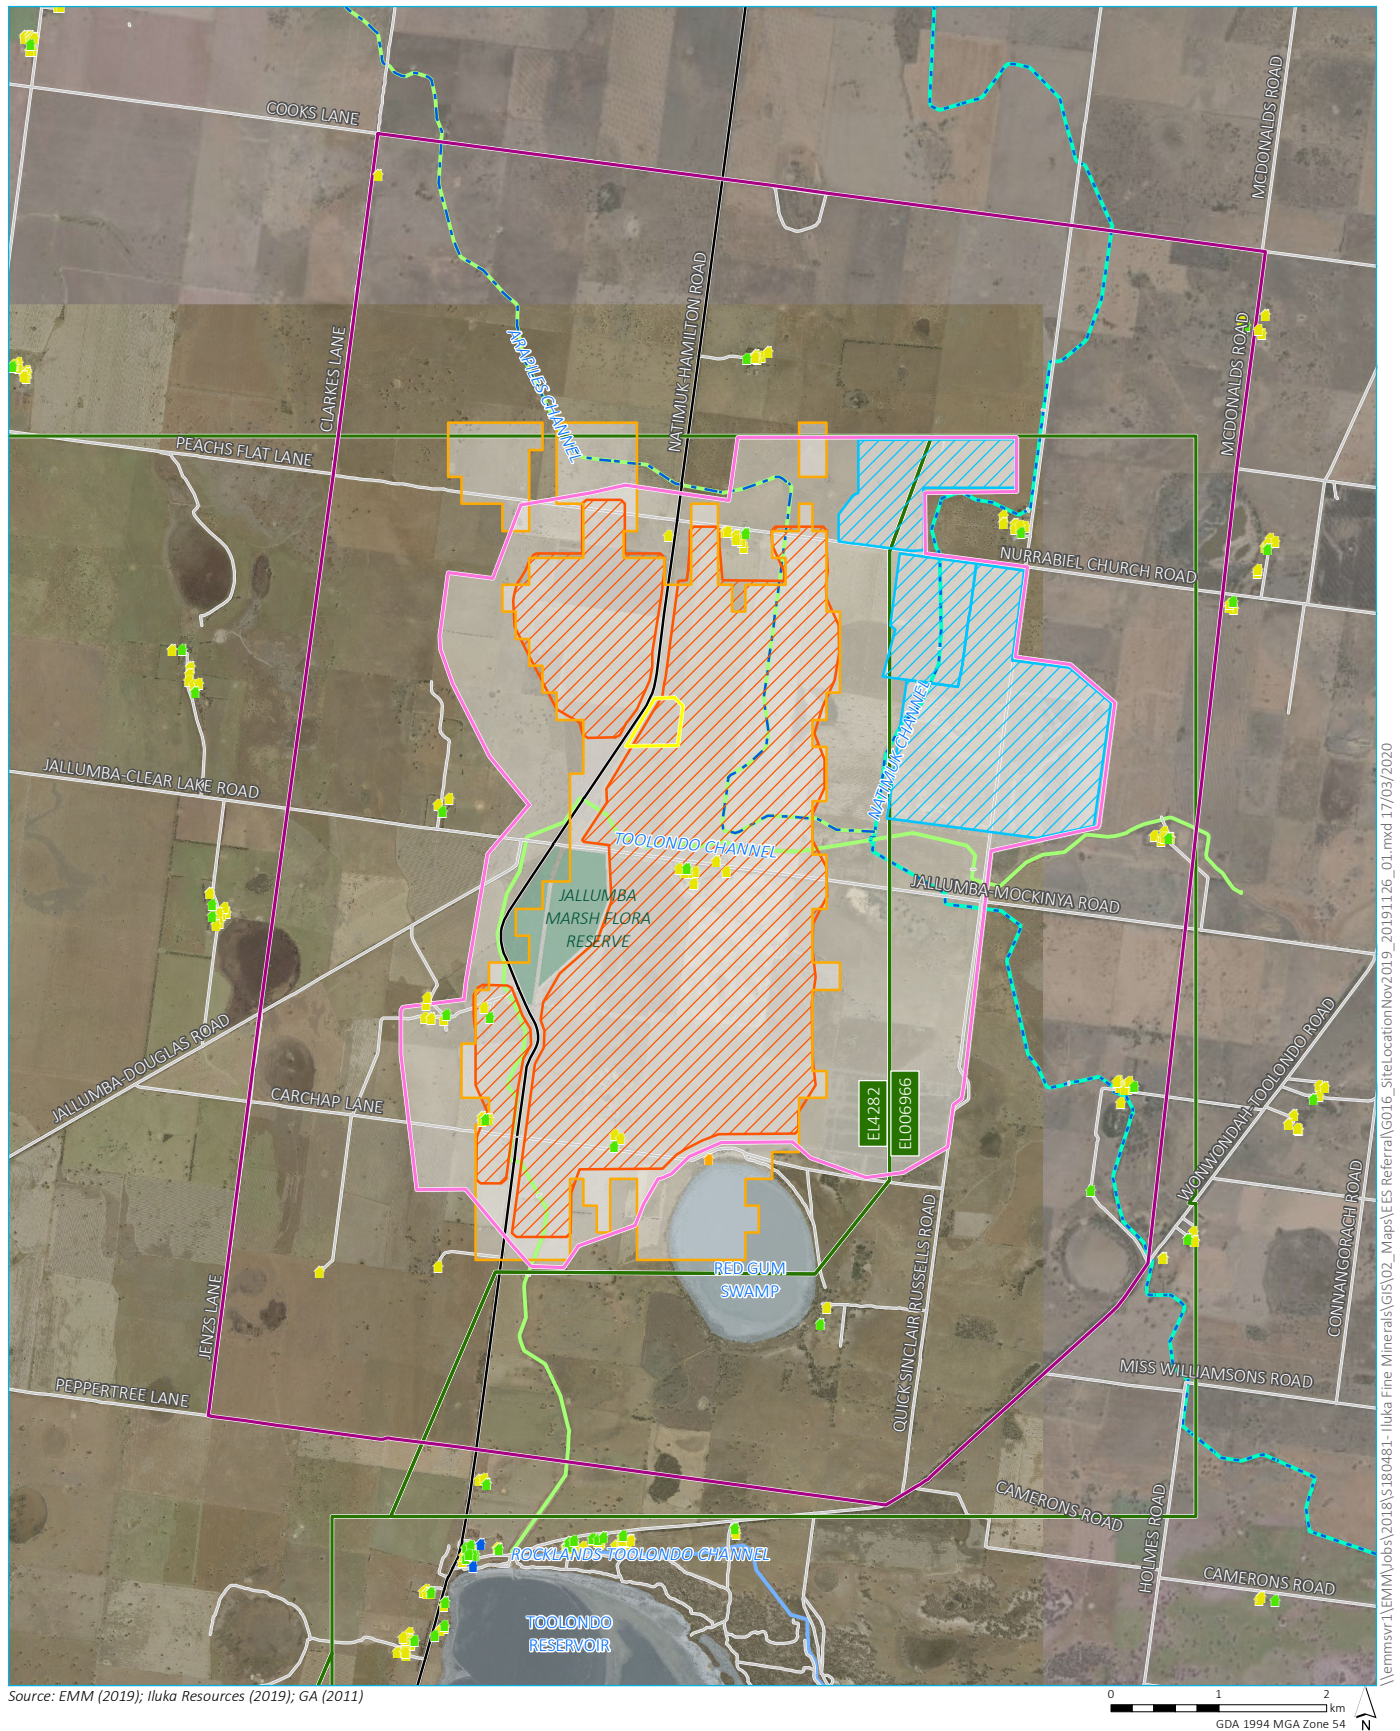 COOKS LANE
MCDONALDS ROAD
NATIMUK-HAMILTON ROAD
CLARKES LANE
ARAPILES CHANNEL
MCDONALDS ROAD
PEACHS FLAT LANE
NURRABIEL CHURCH ROAD
NATIMUK CHANNEL
JALLUMBA-CLEAR LAKE ROAD
TOOLONDO CHANNEL
JALLUMBA
MARSH FLORA
RESERVE
JALLUMBA-MOCKINYA ROAD
JALLUMBA-DOUGLAS ROAD
CARCHAP LANE
EL4282
EL006966
WONWONDAH-TOOLONDO ROAD
CONNANGORACH ROAD
RED GUM
SWAMP
QUICK SINCLAIR RUSSELLS ROAD
JENZS LANE
PEPPERTREE LANE
MISS WILLIAMSONS ROAD
CAMERONS ROAD
HOLMES ROAD
CAMERONS ROAD
ROCKLANDS TOOLONDO CHANNEL
TOOLONDO
RESERVOIR
\\emmsvr1\EMM\Jobs\2018\S180481- Iluka Fine Minerals\GIS\02_Maps\EES Referral\G016_SiteLocationNov2019_20191126_01.mxd 17/03/2020
Source: EMM (2019); Iluka Resources (2019); GA (2011)
0 1 2
km
GDA 1994 MGA Zone 54
N